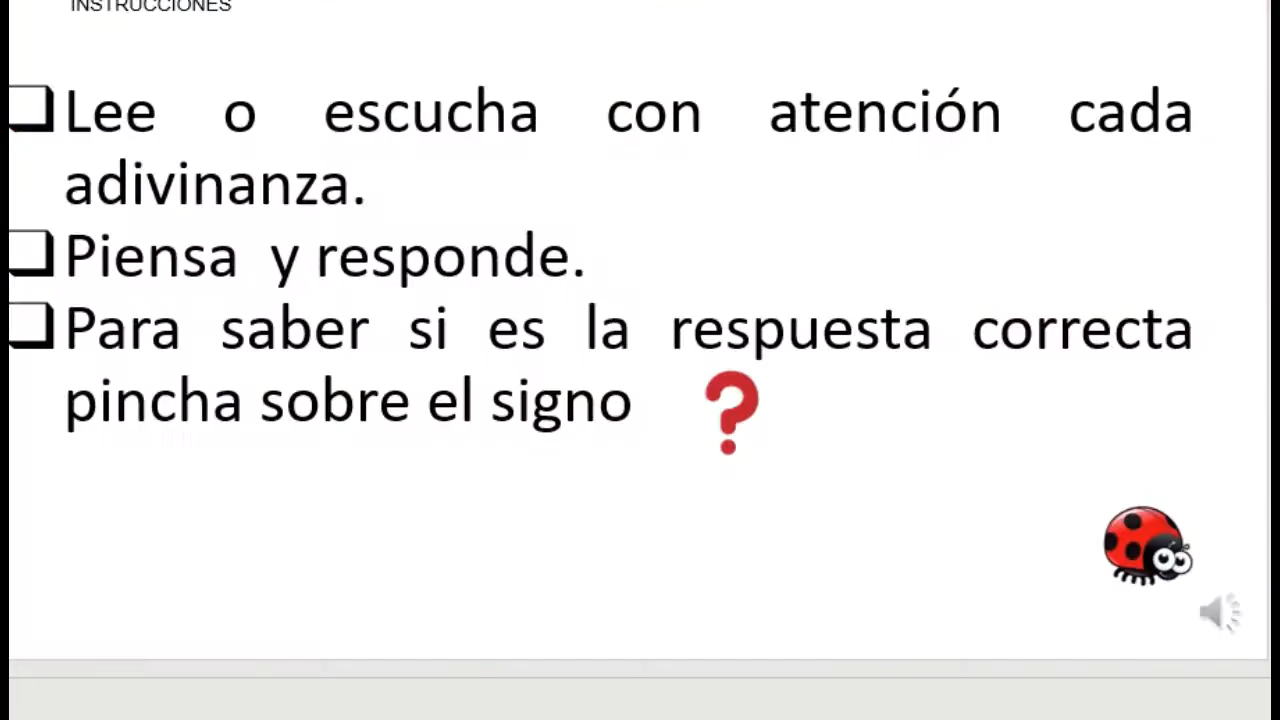 INSTRUCCIONES
Lee o escucha con atención cada
adivinanza.
Piensa y responde.
Para saber si es la respuesta correcta
pincha sobre el signo ?